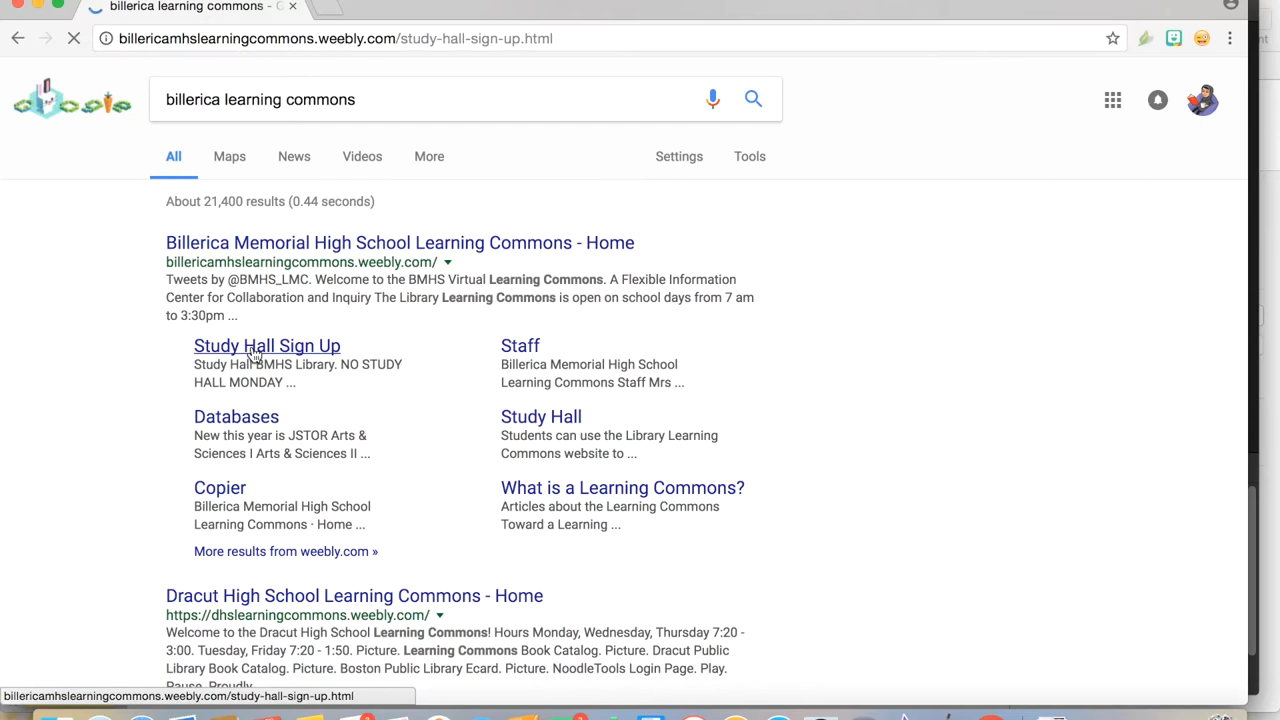 billerica learning commons - G
billericamhslearningcommons.weebly.com/study-hall-sign-up.html
billerica learning commons
All Maps News Videos More Settings Tools
About 21,400 results (0.44 seconds)
Billerica Memorial High School Learning Commons - Home
billericamhslearningcommons.weebly.com/
Tweets by @BMHS_LMC. Welcome to the BMHS Virtual Learning Commons. A Flexible Information
Center for Collaboration and Inquiry The Library Learning Commons is open on school days from 7 am
to 3:30pm ...
Study Hall Sign Up
Study Hall BMHS Library. NO STUDY
HALL MONDAY ...
Staff
Billerica Memorial High School
Learning Commons Staff Mrs ...
Databases
New this year is JSTOR Arts &
Sciences I Arts & Sciences II ...
Study Hall
Students can use the Library Learning
Commons website to ...
Copier
Billerica Memorial High School
Learning Commons · Home ...
What is a Learning Commons?
Articles about the Learning Commons
Toward a Learning ...
More results from weebly.com »
Dracut High School Learning Commons - Home
https://dhslearningcommons.weebly.com/
Welcome to the Dracut High School Learning Commons! Hours Monday, Wednesday, Thursday 7:20 -
3:00. Tuesday, Friday 7:20 - 1:50. Picture. Learning Commons Book Catalog. Picture. Dracut Public
Library Book Catalog. Picture. Boston Public Library Ecard. Picture. NoodleTools Login Page. Play.
Pause. Proudly
billericamhslearningcommons.weebly.com/study-hall-sign-up.html